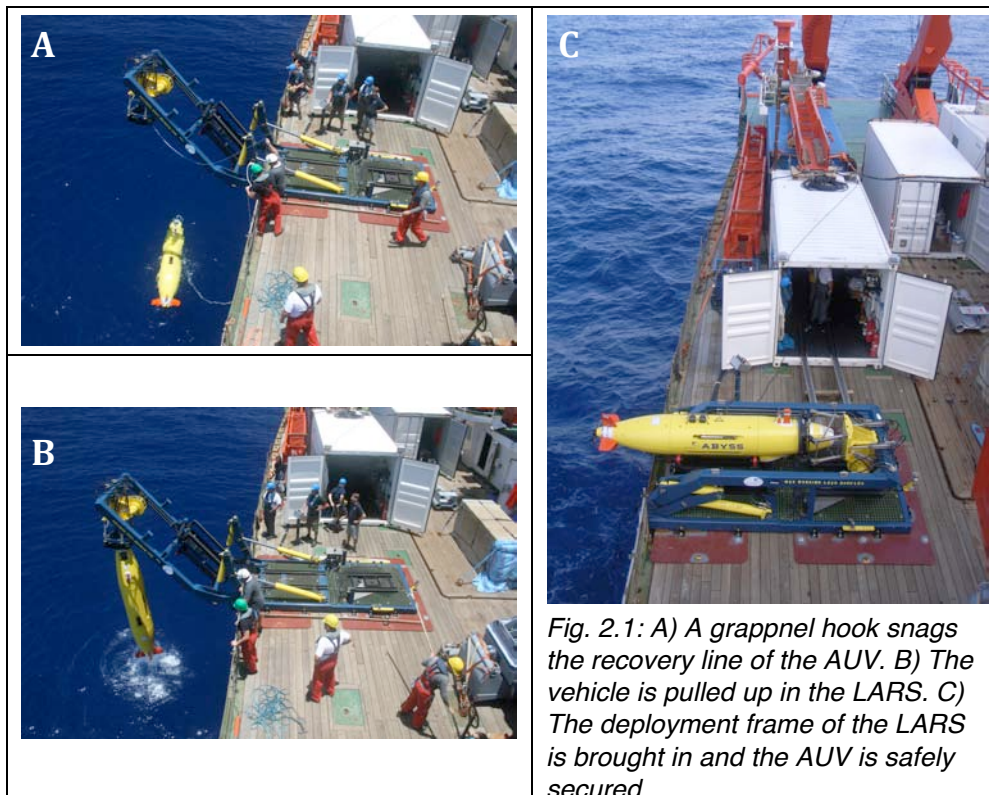 A
B
C
ABYSS
Fig. 2.1: A) A grappnel hook snags
the recovery line of the AUV. B) The
vehicle is pulled up in the LARS. C)
The deployment frame of the LARS
is brought in and the AUV is safely
secured